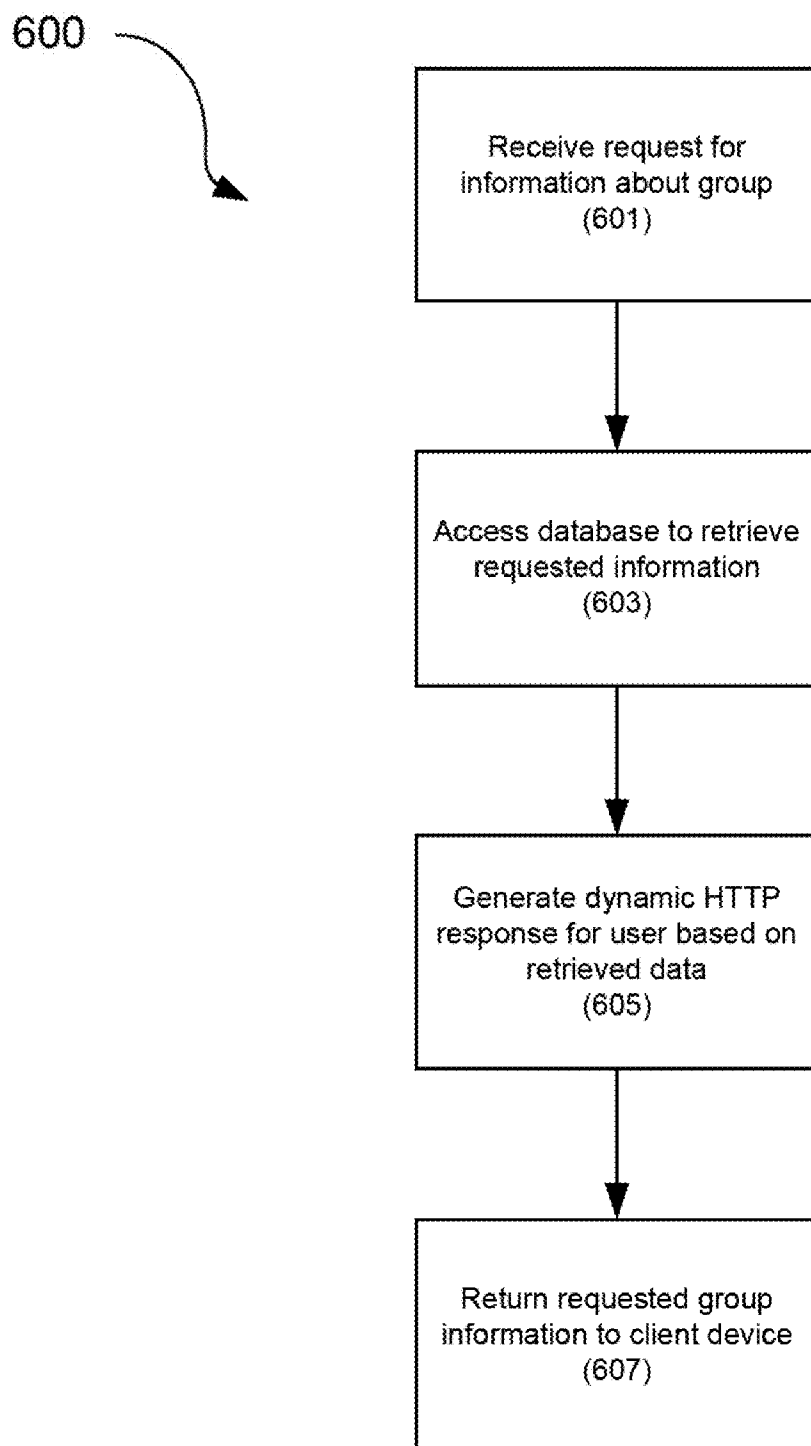 600
Receive request for
information about group
(601)
Access database to retrieve
requested information
(603)
Generate dynamic HTTP
response for user based on
retrieved data
(605)
Return requested group
information to client device
(607)